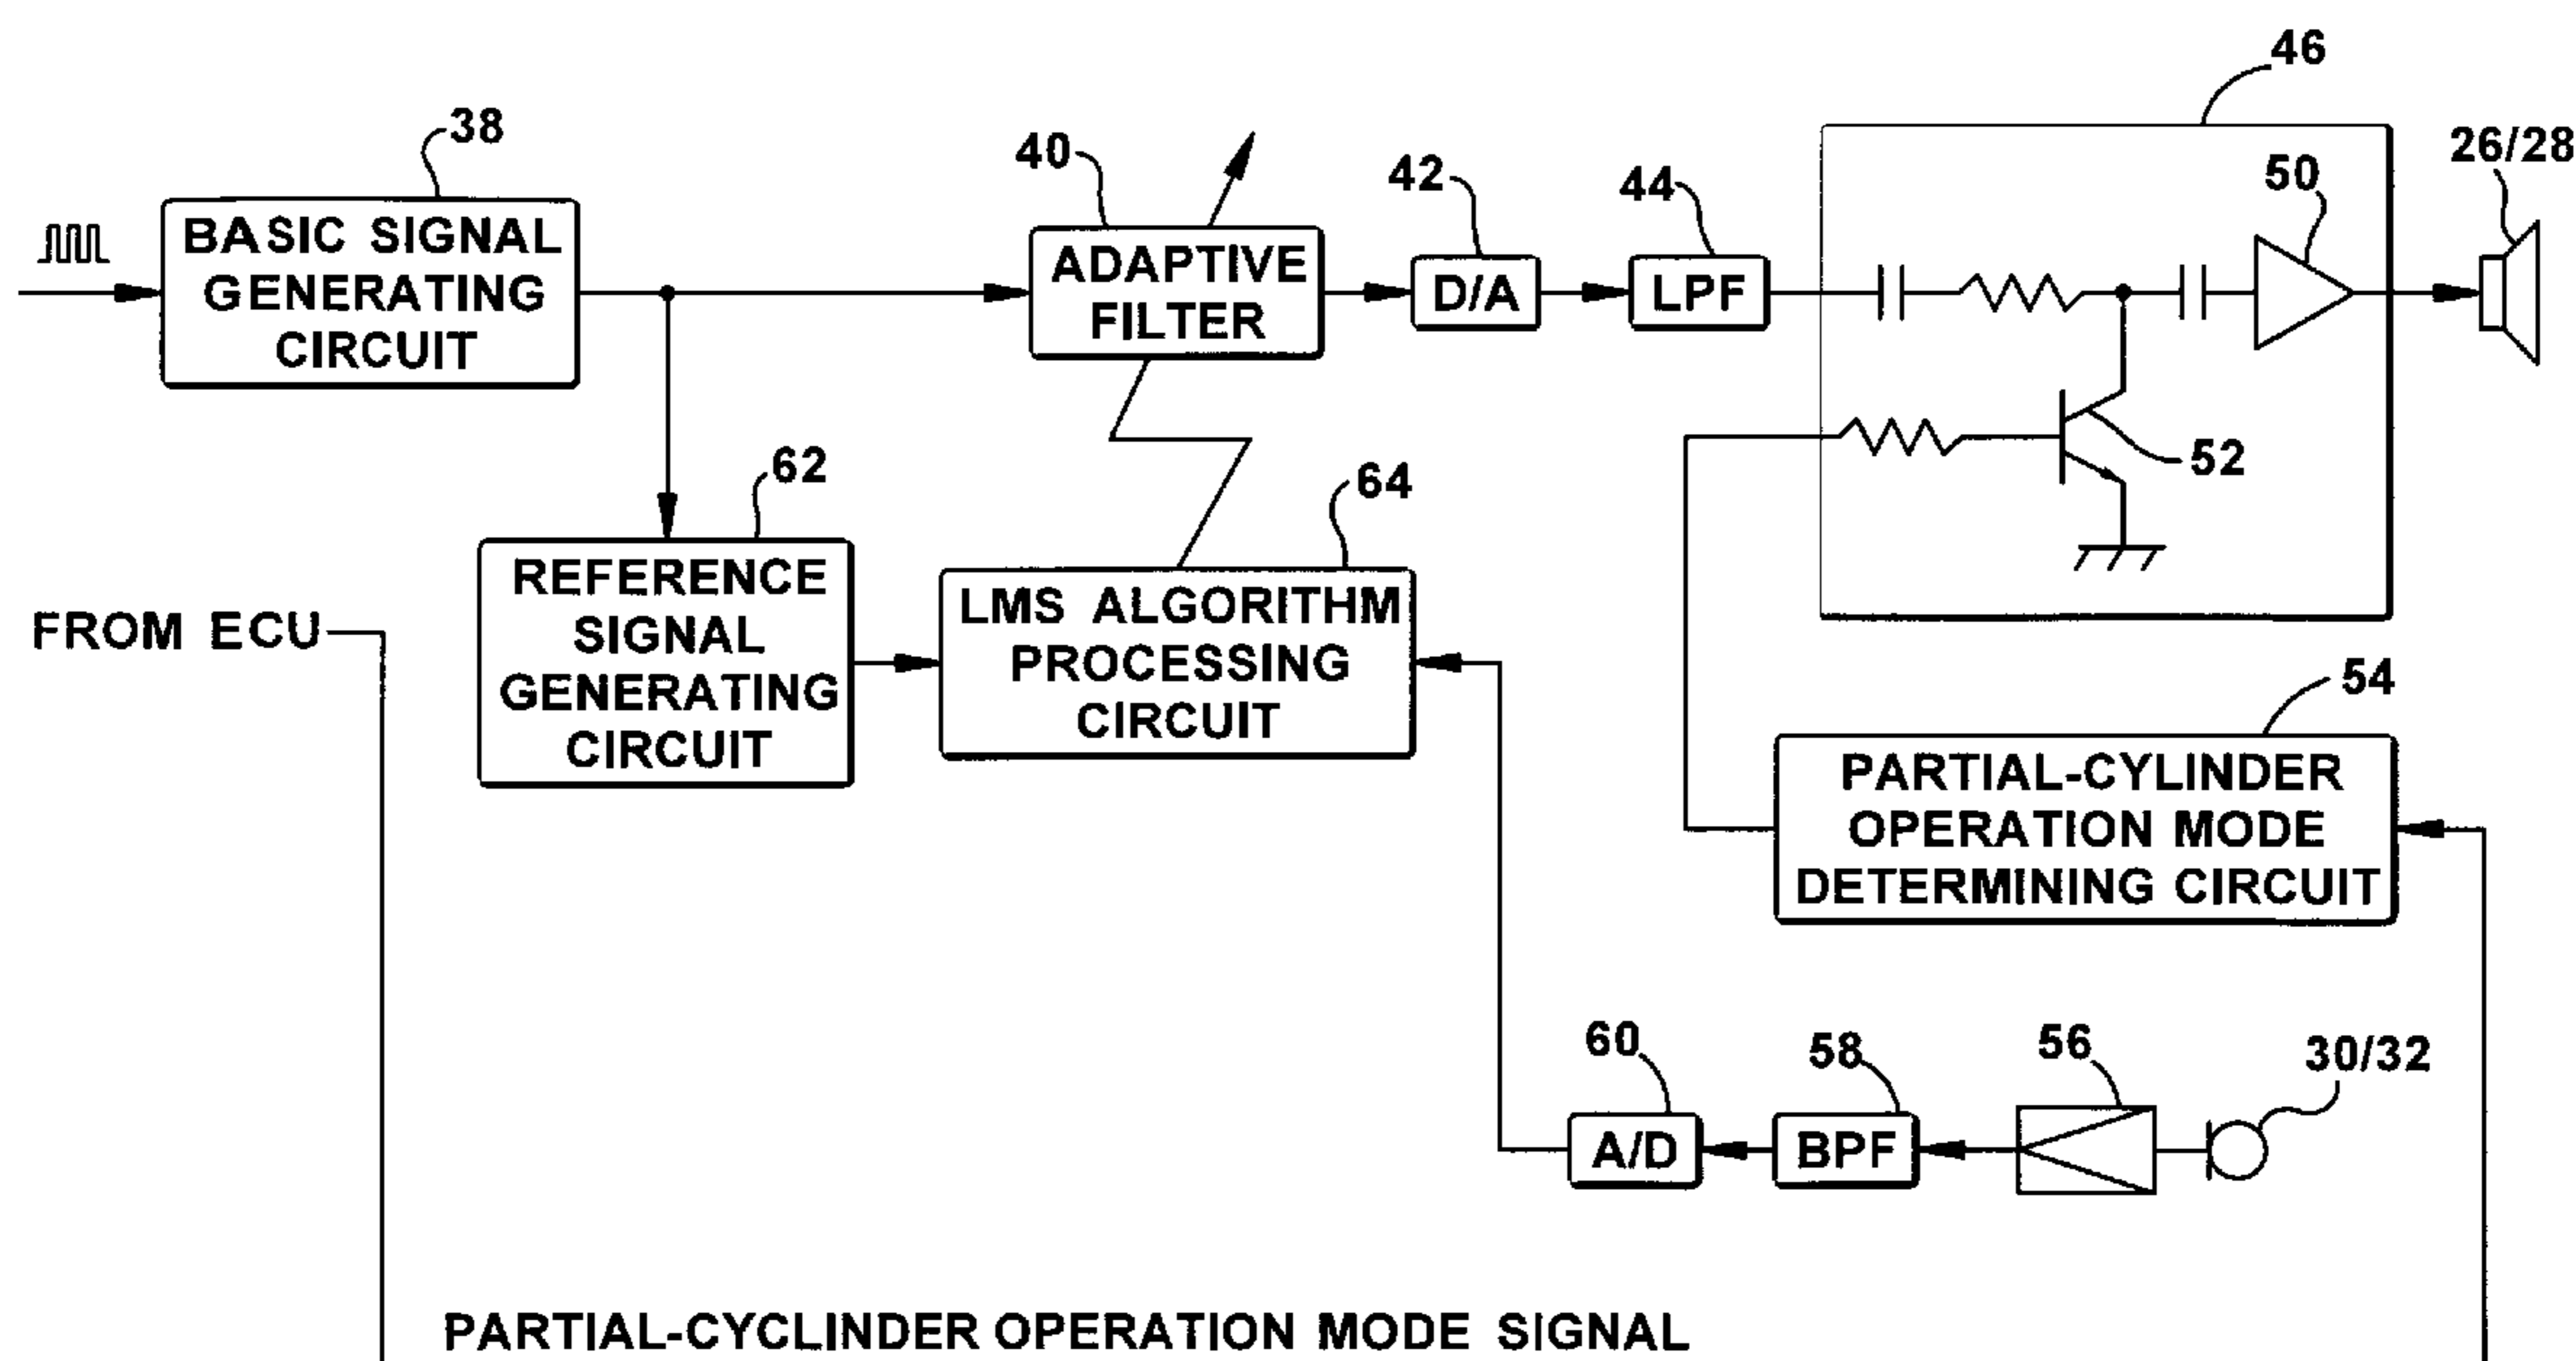 46
38
26/28
40
50
42
44
BASIC SIGNAL
GENERATING
CIRCUIT
ADAPTIVE
FILTER
D/A
LPF
52
62
64
REFERENCE
SIGNAL
GENERATING
CIRCUIT
LMS ALGORITHM
PROCESSING
CIRCUIT
FROM ECU
54
PARTIAL-CYLINDER
OPERATION MODE
DETERMINING CIRCUIT
60
58
56
30/32
A/D
BPF
PARTIAL-CYCLINDER OPERATION MODE SIGNAL